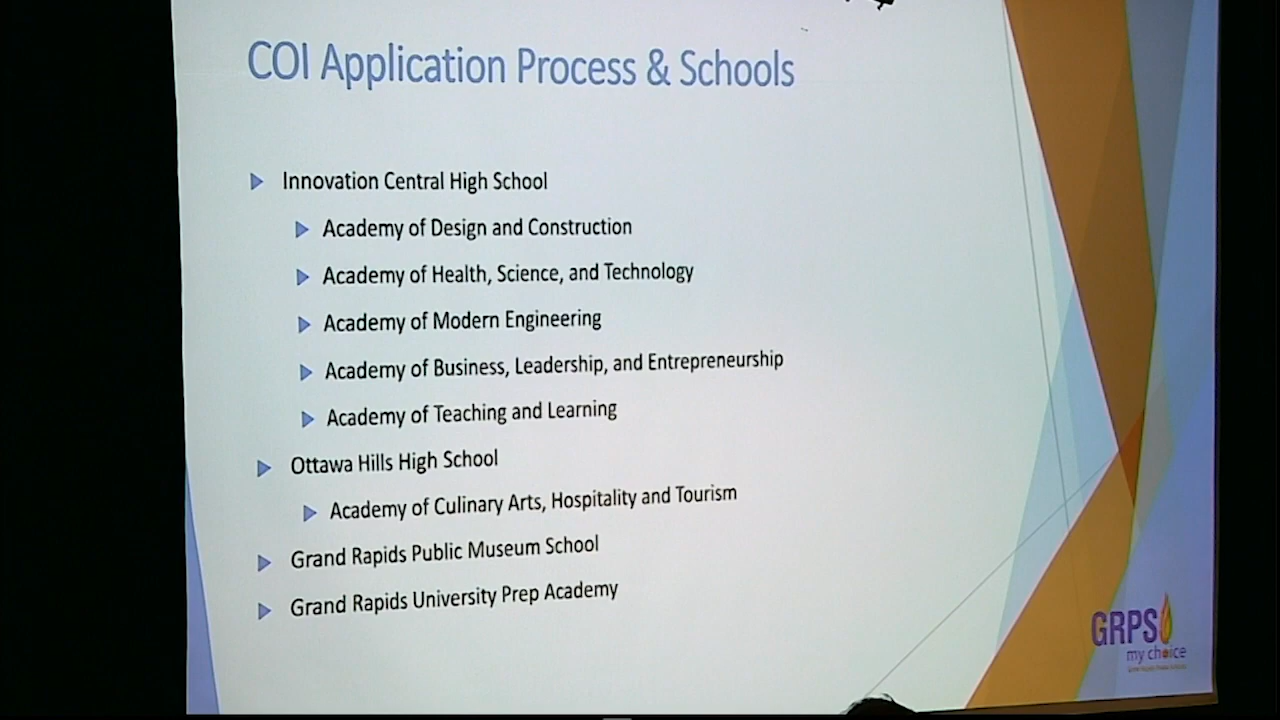 COI Application Process & Schools
Innovation Central High School
Academy of Design and Construction
Academy of Health, Science, and Technology
Academy of Modern Engineering
Academy of Business, Leadership, and Entrepreneurship
Academy of Teaching and Learning
Ottawa Hills High School
Academy of Culinary Arts, Hospitality and Tourism
Grand Rapids Public Museum School
Grand Rapids University Prep Academy
GRPS
my choice